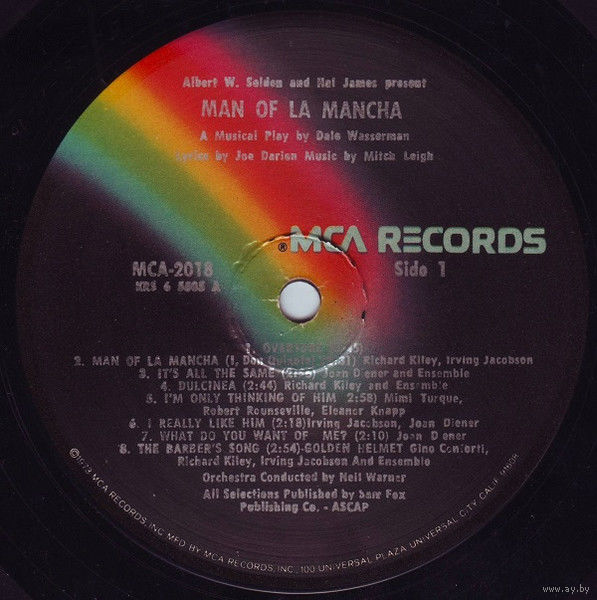 Albert W. Selden and Hal James present
MAN OF LA MANCHA
A Musical Play by Dale Wasserman
Lyrics by Joe Darion Music by Mitch Leigh
®MCA RECORDS
MCA-2018
Side 1
KRS 6 5505 A
1. OVERTURE
2. MAN OF LA MANCHA (I, Don Quixote) Richard Kiley, Irving Jacobson
3. IT'S ALL THE SAME Joan Diener and Ensemble
4. DULCINEA (2:44) Richard Kiley and Ensemble
5. I'M ONLY THINKING OF HIM 2:58) Mimi Turque,
Robert Rounseville, Eleanor Knapp
6. I REALLY LIKE HIM (2:18)Irving Jacobson, Joan Diener
7. WHAT DO YOU WANT OF ME? (2:10) Joan Diener
8. THE BARBER'S SONG (2:54)-GOLDEN HELMET Gino Conforti,
Richard Kiley, Irving Jacobson And Ensemble
Orchestra Conducted by Neil Warner
All Selections Published by Sam Fox
Publishing Co. - ASCAP
©1973 MCA RECORDS, INC. MFD BY MCA RECORDS, INC., 100 UNIVERSAL PLAZA UNIVERSAL CITY, CALIF.
www.ay.by